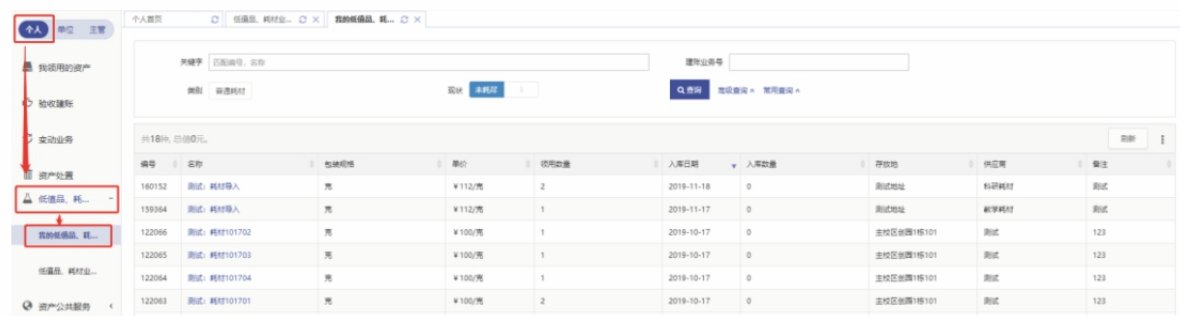 个人 单位 主管
个人首页 低值品、耗材业... 我的低值品、耗...
我领用的资产
验收建账
变动业务
资产处置
低值品、耗...
我的低值品、耗...
低值品、耗材业...
资产公共服务
关键字 匹配编号、名称 建账业务号
类别 普通耗材 现状 未耗尽 查询 高级查询 常用查询
共18种, 总值0元。 刷新
编号 名称 包装规格 单价 领用数量 入库日期 入库数量 存放地 供应商 备注
160152 测试：耗材导入 克 ￥112/克 2 2019-11-18 0 测试地址 科研耗材 测试
159364 测试：耗材导入 克 ￥112/克 1 2019-11-17 0 测试地址 教学耗材 测试
122066 测试：耗材101702 克 ￥100/克 1 2019-10-17 0 主校区创园1栋101 测试 123
122065 测试：耗材101703 克 ￥100/克 1 2019-10-17 0 主校区创园1栋101 测试 123
122064 测试：耗材101704 克 ￥100/克 1 2019-10-17 0 主校区创园1栋101 测试 123
122063 测试：耗材101701 克 ￥100/克 2 2019-10-17 0 主校区创园1栋101 测试 123